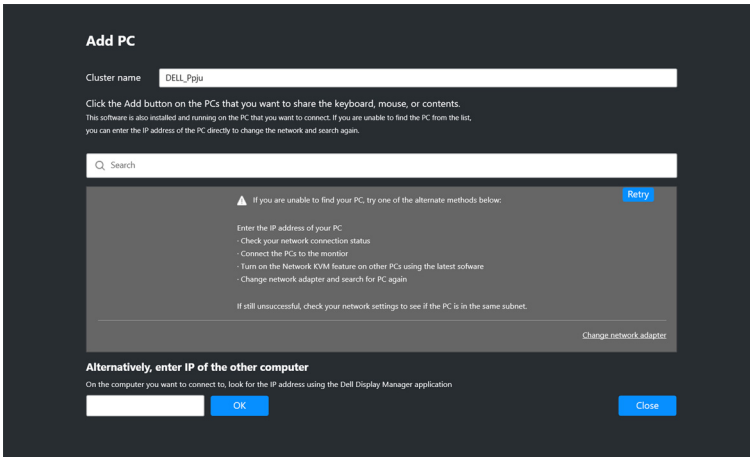 Add PC
Cluster name DELL_Ppju
Click the Add button on the PCs that you want to share the keyboard, mouse, or contents.
This software is also installed and running on the PC that you want to connect. If you are unable to find the PC from the list,
you can enter the IP address of the PC directly to change the network and search again.
Search
If you are unable to find your PC, try one of the alternate methods below:
Retry
Enter the IP address of your PC
· Check your network connection status
· Connect the PCs to the montior
· Turn on the Network KVM feature on other PCs using the latest sofware
· Change network adapter and search for PC again
If still unsuccessful, check your network settings to see if the PC is in the same subnet.
Change network adapter
Alternatively, enter IP of the other computer
On the computer you want to connect to, look for the IP address using the Dell Display Manager application
OK
Close